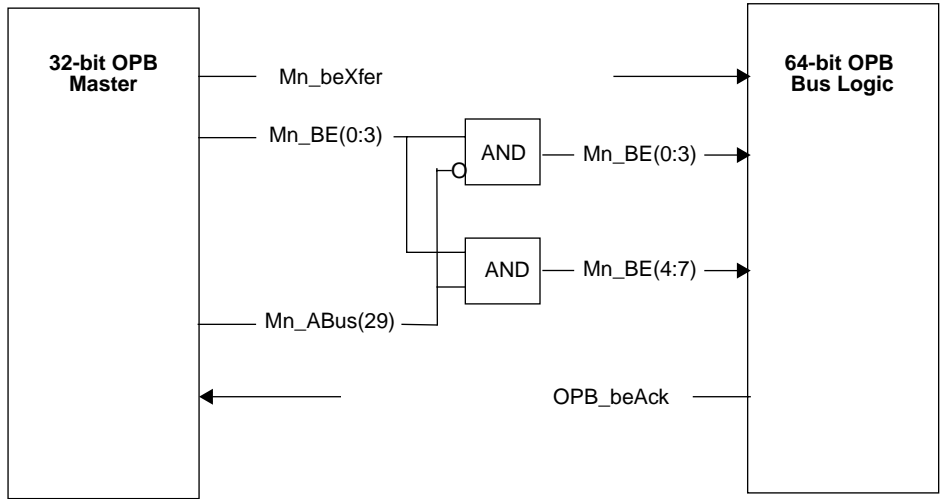 32-bit OPB
Master
64-bit OPB
Bus Logic
Mn_beXfer
Mn_BE(0:3)
AND
Mn_BE(0:3)
AND
Mn_BE(4:7)
Mn_ABus(29)
OPB_beAck